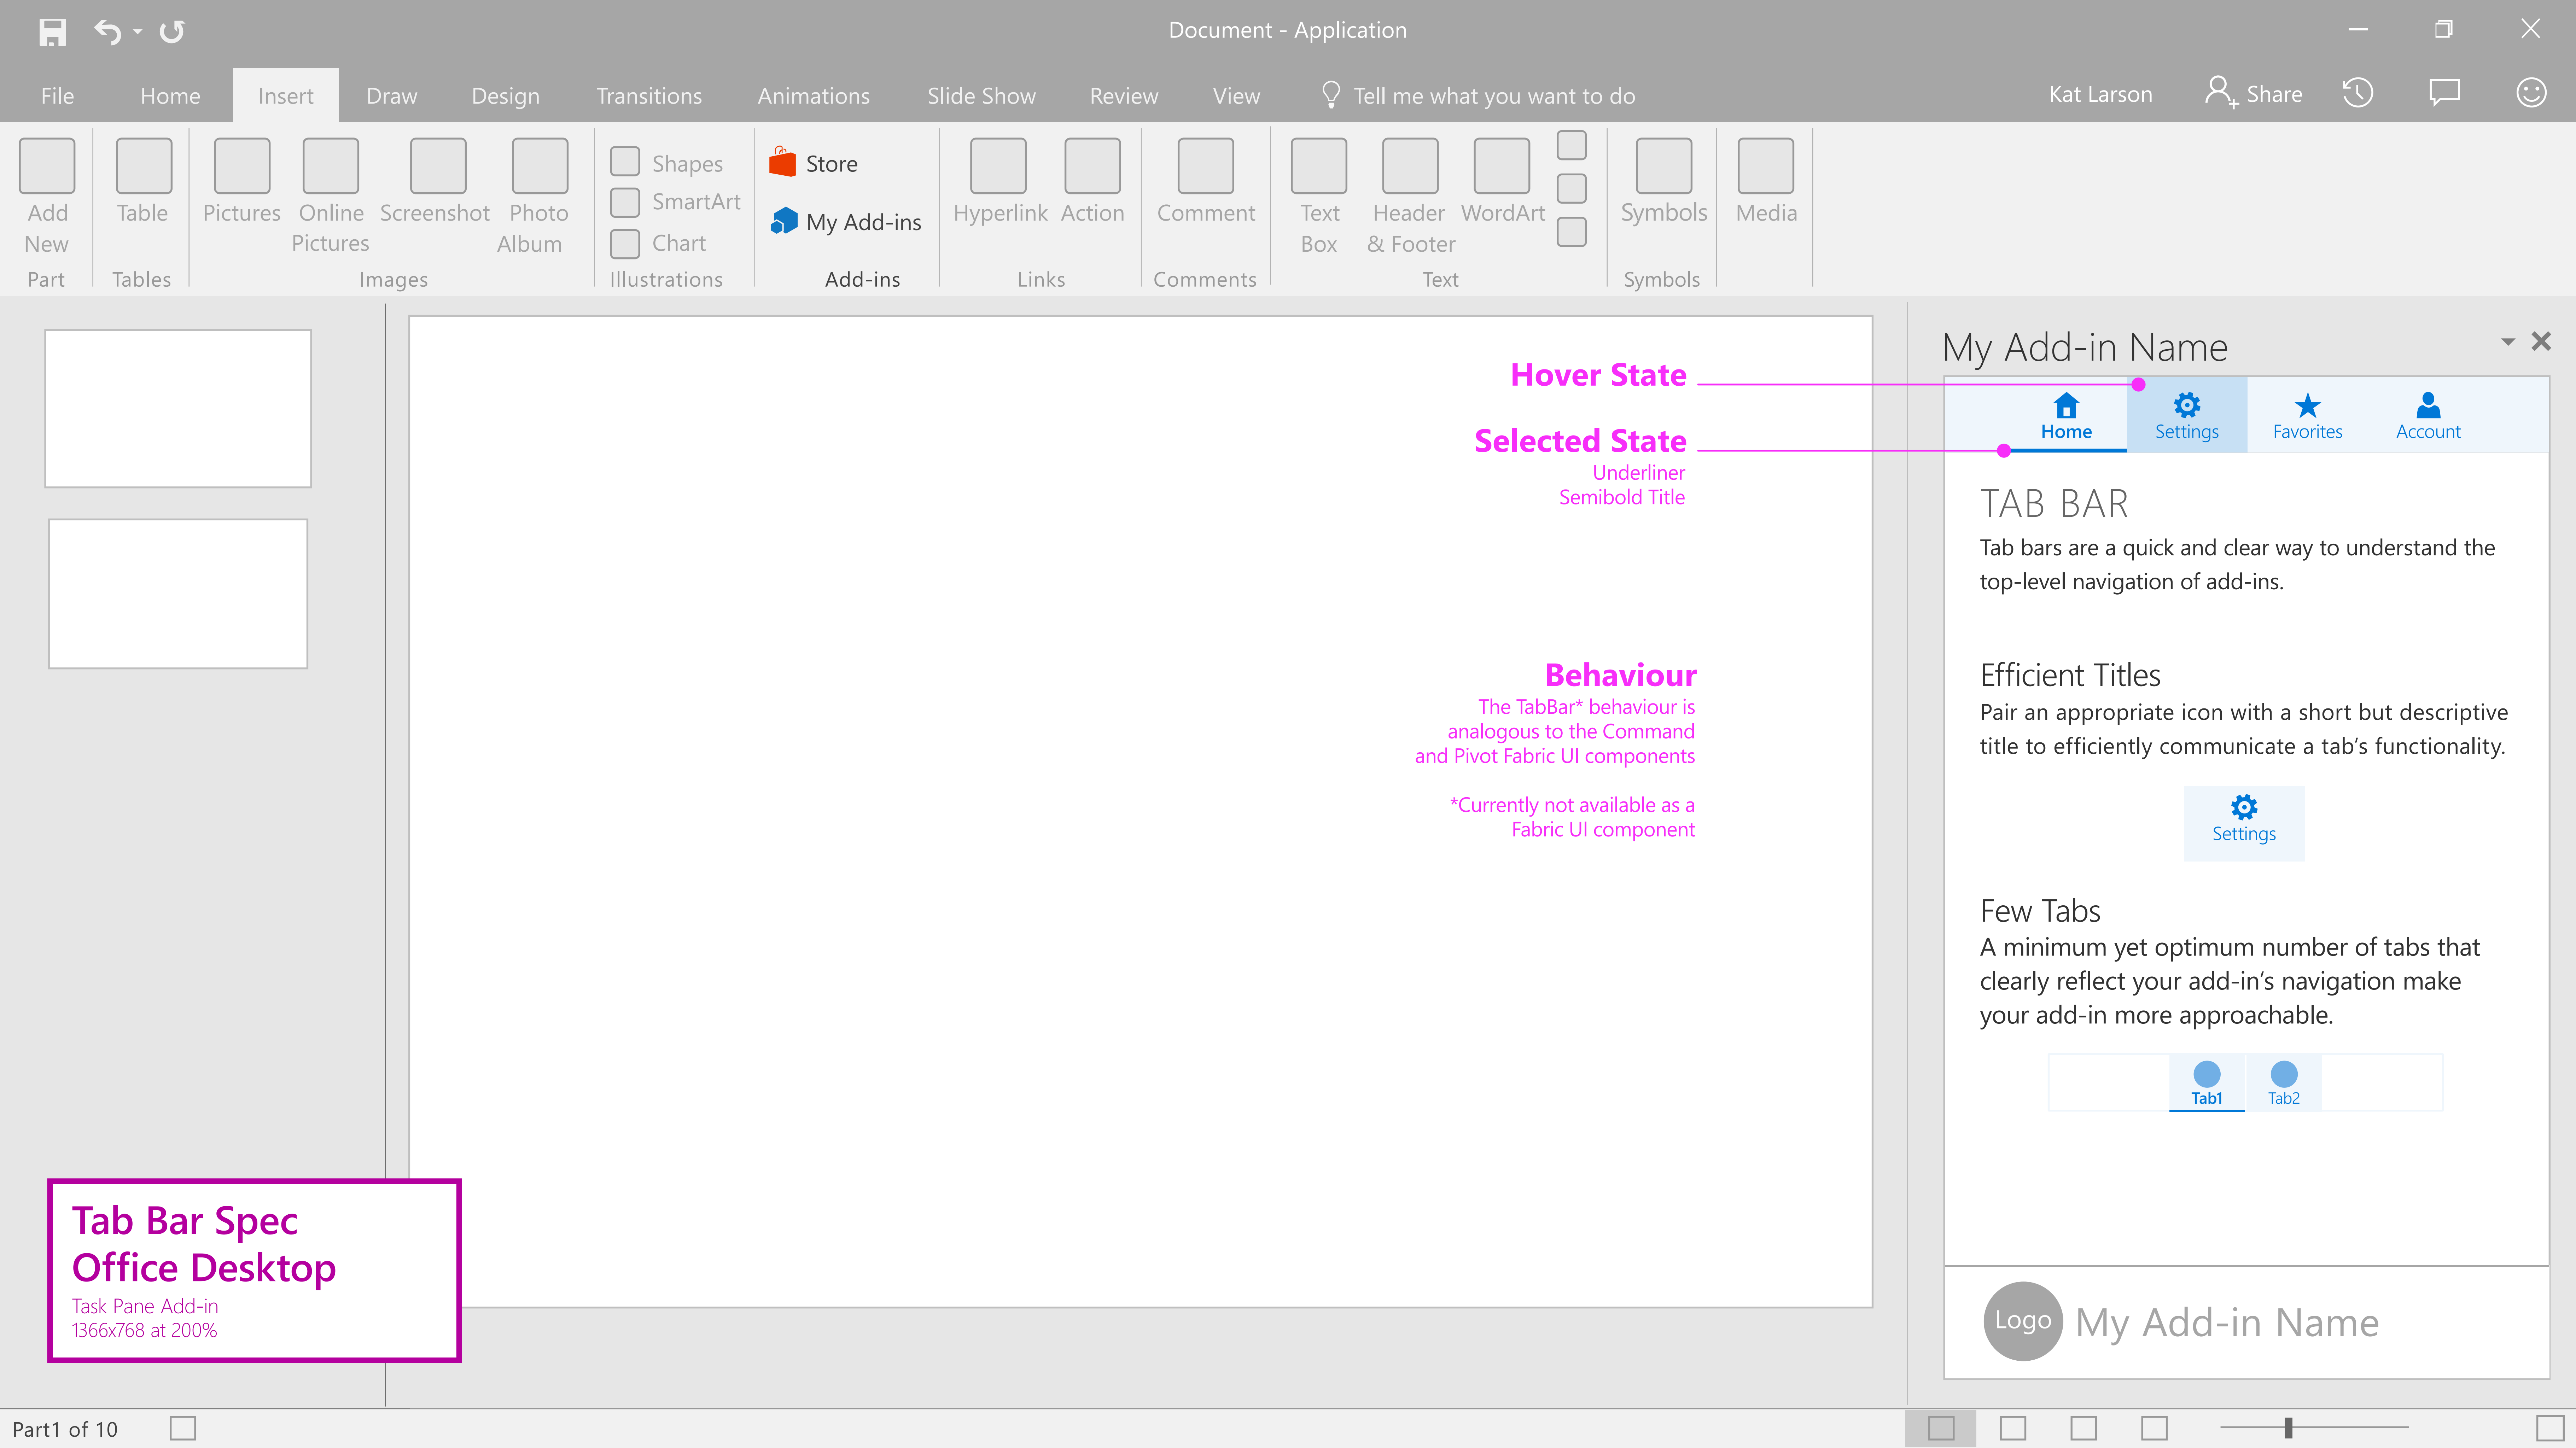 Document - Application
File Home Insert Draw Design Transitions Animations Slide Show Review View Tell me what you want to do Kat Larson Share
Add New
Part
Table
Tables
Pictures
Online Pictures
Screenshot
Photo Album
Images
Shapes
SmartArt
Chart
Illustrations
Store
My Add-ins
Add-ins
Hyperlink
Action
Links
Comment
Comments
Text Box
Header & Footer
WordArt
Text
Symbols
Symbols
Media
Hover State
Selected State
Underliner
Semibold Title
Behaviour
The TabBar* behaviour is
analogous to the Command
and Pivot Fabric UI components
*Currently not available as a
Fabric UI component
My Add-in Name
Home Settings Favorites Account
TAB BAR
Tab bars are a quick and clear way to understand the
top-level navigation of add-ins.
Efficient Titles
Pair an appropriate icon with a short but descriptive
title to efficiently communicate a tab’s functionality.
Settings
Few Tabs
A minimum yet optimum number of tabs that
clearly reflect your add-in’s navigation make
your add-in more approachable.
Tab1 Tab2
Logo My Add-in Name
Tab Bar Spec
Office Desktop
Task Pane Add-in
1366x768 at 200%
Part1 of 10